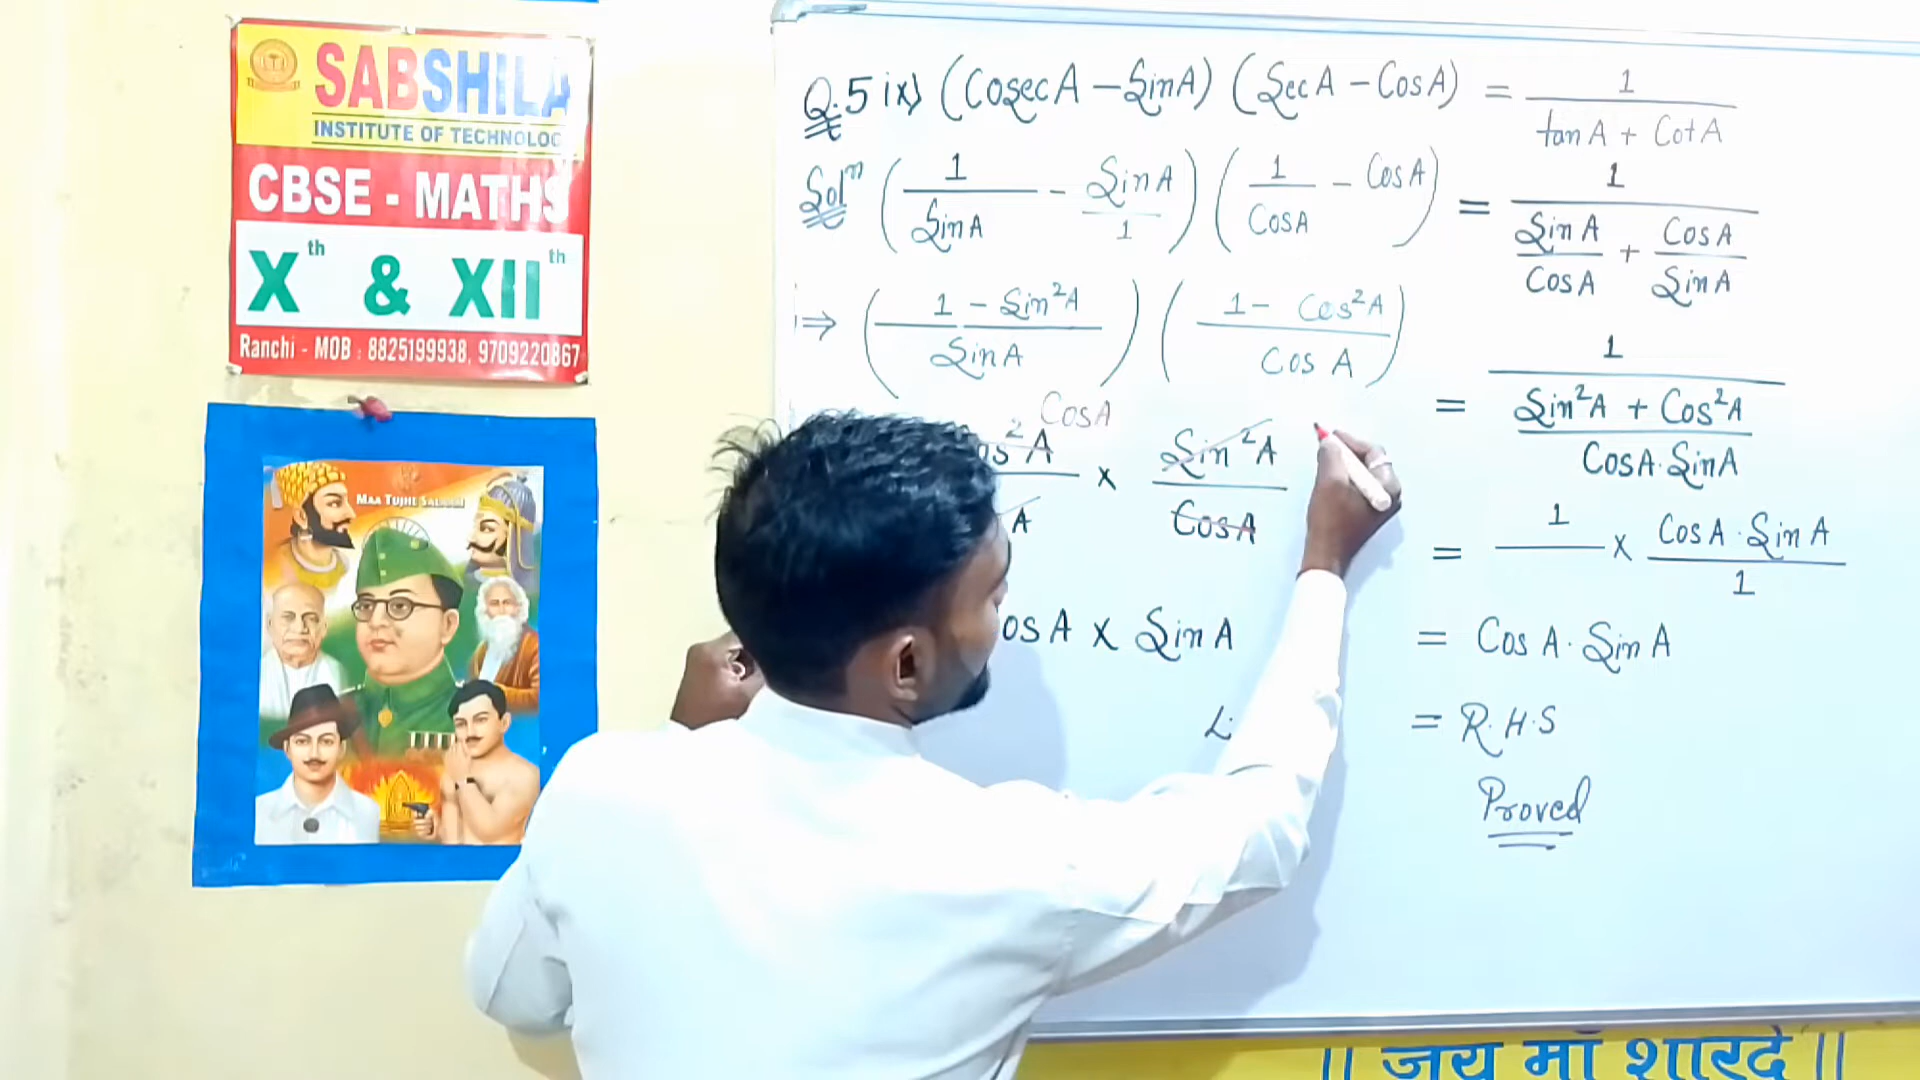 SABSHILA
INSTITUTE OF TECHNOLOG
CBSE - MATHS
Xth & XIIth
Ranchi - MOB : 8825199938, 9709220867
MAA TUJHE SALAAM
Q.5 ix) (CosecA – SinA) (SecA – CosA) = 1 / (tanA + CotA)
Solⁿ (1/SinA – SinA/1) (1/CosA – CosA) = 1 / (SinA/CosA + CosA/SinA)
⇒ ((1 – Sin²A)/SinA) ((1 – Cos²A)/CosA)
= 1 / ((Sin²A + Cos²A)/(CosA·SinA))
CosA
os²A / A × Sin²A / CosA
= 1 × CosA·SinA / 1
osA × SinA = CosA·SinA
L. = R.H.S
Proved
|| जय माँ शारदे ||